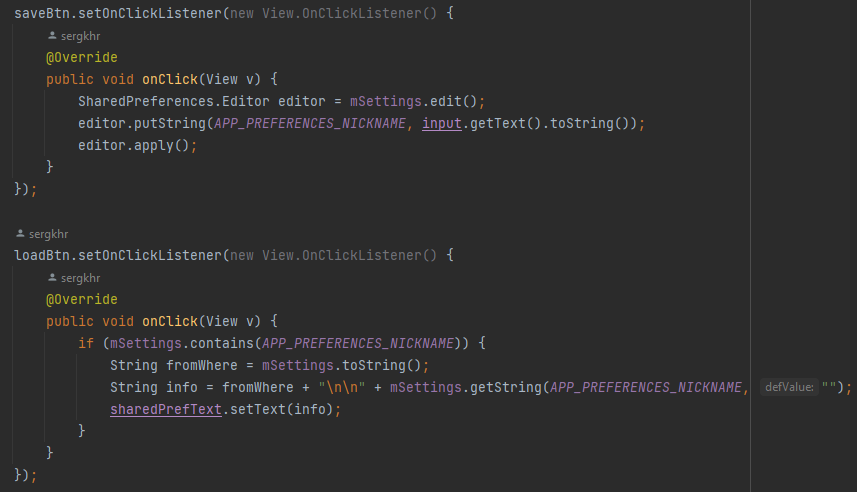 saveBtn.setOnClickListener(new View.OnClickListener() {
sergkhr
@Override
public void onClick(View v) {
SharedPreferences.Editor editor = mSettings.edit();
editor.putString(APP_PREFERENCES_NICKNAME, input.getText().toString());
editor.apply();
}
});
sergkhr
loadBtn.setOnClickListener(new View.OnClickListener() {
sergkhr
@Override
public void onClick(View v) {
if (mSettings.contains(APP_PREFERENCES_NICKNAME)) {
String fromWhere = mSettings.toString();
String info = fromWhere + "\n\n" + mSettings.getString(APP_PREFERENCES_NICKNAME, defValue: "");
sharedPrefText.setText(info);
}
}
});